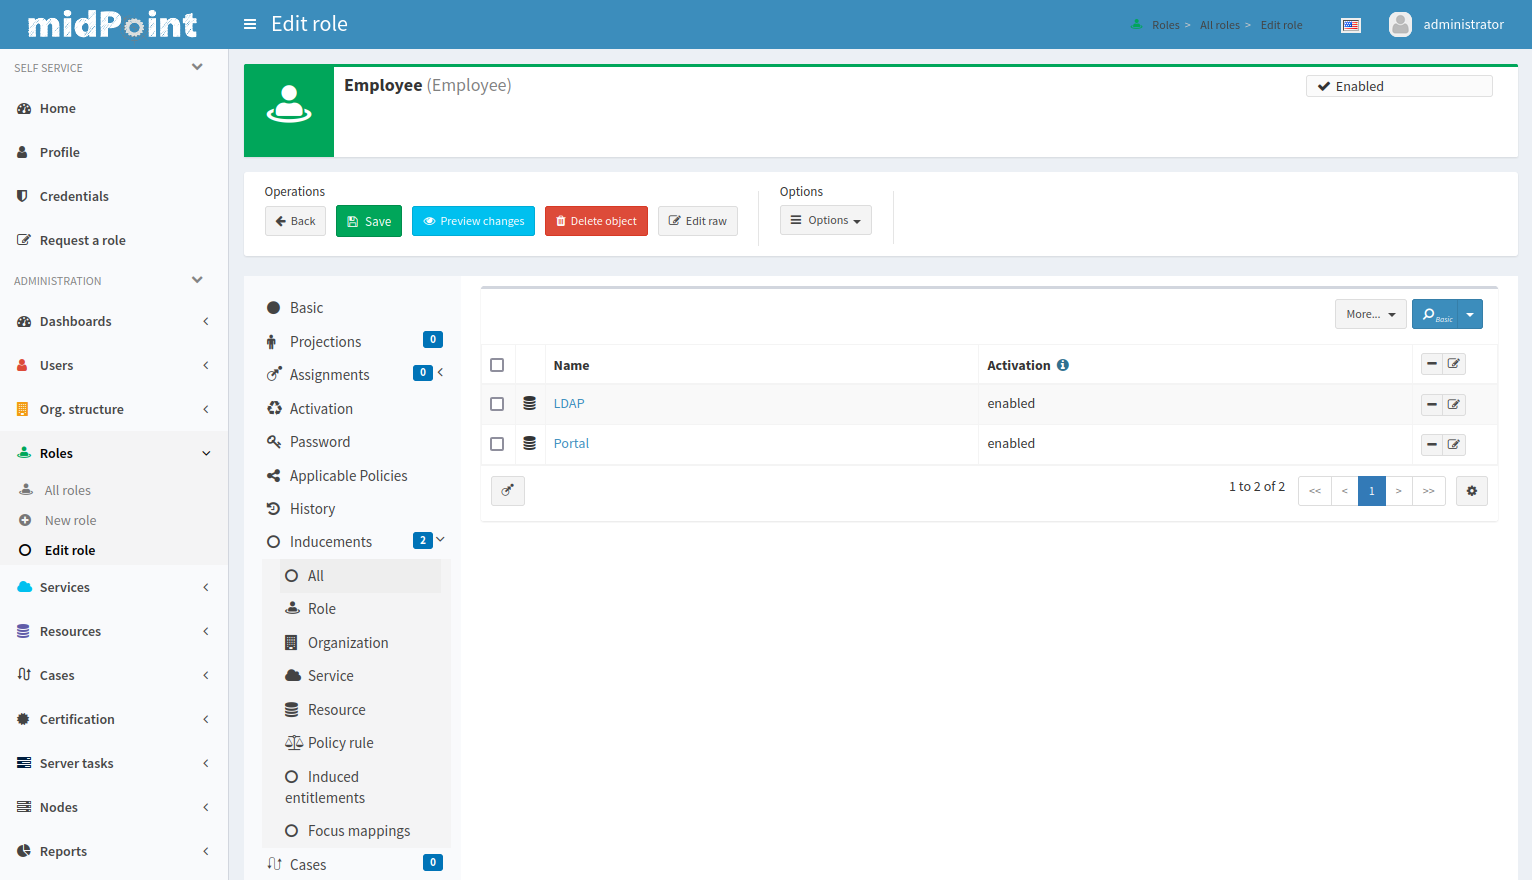 midPoint
Edit role
Roles > All roles > Edit role
administrator
SELF SERVICE
Home
Profile
Credentials
Request a role
ADMINISTRATION
Dashboards
Users
Org. structure
Roles
All roles
New role
Edit role
Services
Resources
Cases
Certification
Server tasks
Nodes
Reports
Employee (Employee)
Enabled
Operations
Options
Back
Save
Preview changes
Delete object
Edit raw
Options
Basic
Projections 0
Assignments 0
Activation
Password
Applicable Policies
History
Inducements 2
All
Role
Organization
Service
Resource
Policy rule
Induced
entitlements
Focus mappings
Cases 0
More...
Basic
Name Activation
LDAP enabled
Portal enabled
1 to 2 of 2 << < 1 > >>